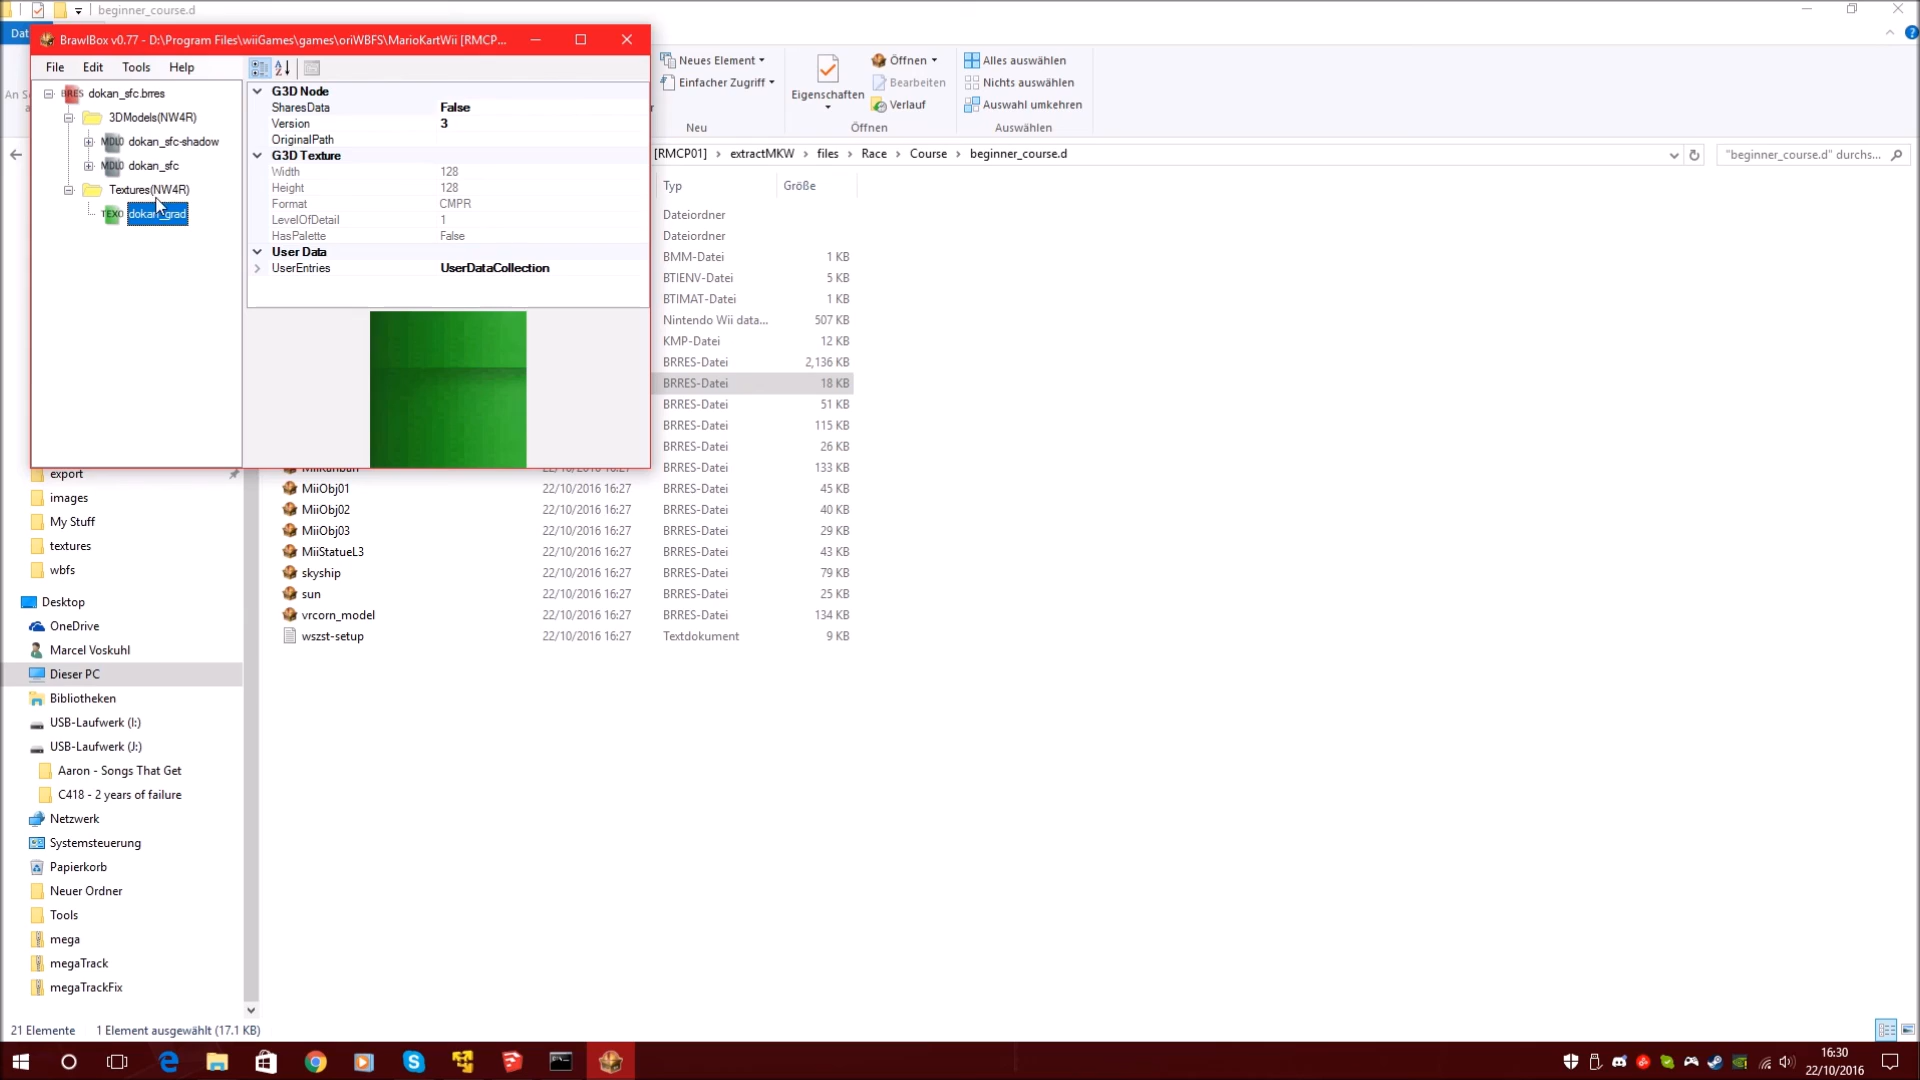 beginner_course.d
Dat
BrawlBox v0.77 - D:\Program Files\wiiGames\games\oriWBFS\MarioKartWii [RMCP...
File Edit Tools Help
dokan_sfc.brres
3DModels(NW4R)
MDL0 dokan_sfc-shadow
MDL0 dokan_sfc
Textures(NW4R)
TEX0 dokan_grad
G3D Node
SharesData False
Version 3
OriginalPath
G3D Texture
Width 128
Height 128
Format CMPR
LevelOfDetail 1
HasPalette False
User Data
UserEntries UserDataCollection
Neues Element
Einfacher Zugriff
Neu
Eigenschaften
Öffnen
Bearbeiten
Verlauf
Öffnen
Alles auswählen
Nichts auswählen
Auswahl umkehren
Auswählen
[RMCP01] › extractMKW › files › Race › Course › beginner_course.d
"beginner_course.d" durchs...
Typ Größe
Dateiordner
Dateiordner
BMM-Datei 1 KB
BTIENV-Datei 5 KB
BTIMAT-Datei 1 KB
Nintendo Wii data... 507 KB
KMP-Datei 12 KB
BRRES-Datei 2,136 KB
BRRES-Datei 18 KB
BRRES-Datei 51 KB
BRRES-Datei 115 KB
BRRES-Datei 26 KB
BRRES-Datei 133 KB
MiiObj01 22/10/2016 16:27 BRRES-Datei 45 KB
MiiObj02 22/10/2016 16:27 BRRES-Datei 40 KB
MiiObj03 22/10/2016 16:27 BRRES-Datei 29 KB
MiiStatueL3 22/10/2016 16:27 BRRES-Datei 43 KB
skyship 22/10/2016 16:27 BRRES-Datei 79 KB
sun 22/10/2016 16:27 BRRES-Datei 25 KB
vrcorn_model 22/10/2016 16:27 BRRES-Datei 134 KB
wszst-setup 22/10/2016 16:27 Textdokument 9 KB
export
images
My Stuff
textures
wbfs
Desktop
OneDrive
Marcel Voskuhl
Dieser PC
Bibliotheken
USB-Laufwerk (I:)
USB-Laufwerk (J:)
Aaron - Songs That Get
C418 - 2 years of failure
Netzwerk
Systemsteuerung
Papierkorb
Neuer Ordner
Tools
mega
megaTrack
megaTrackFix
21 Elemente 1 Element ausgewählt (17.1 KB)
16:30
22/10/2016